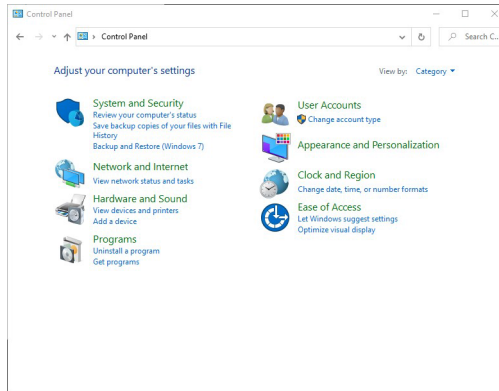 Control Panel
Control Panel
Search C...
Adjust your computer's settings
View by: Category
System and Security
Review your computer's status
Save backup copies of your files with File
History
Backup and Restore (Windows 7)
Network and Internet
View network status and tasks
Hardware and Sound
View devices and printers
Add a device
Programs
Uninstall a program
Get programs
User Accounts
Change account type
Appearance and Personalization
Clock and Region
Change date, time, or number formats
Ease of Access
Let Windows suggest settings
Optimize visual display